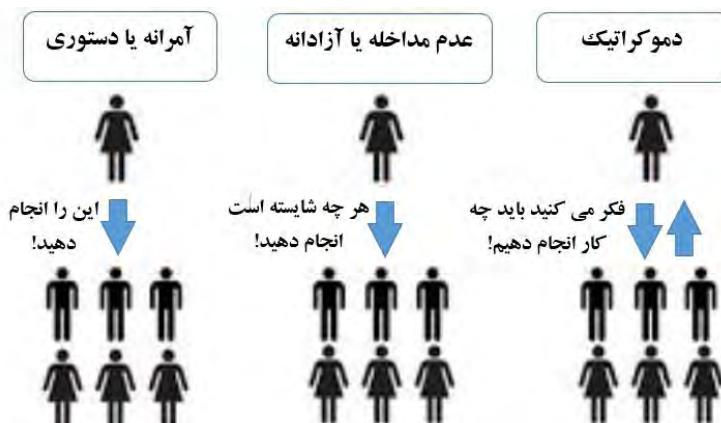 دموکراتیک
عدم مداخله یا آزادانه
آمرانه یا دستوری
فکر می کنید باید چه
کار انجام دهیم!
هر چه شایسته است
انجام دهید!
این را انجام
دهید!